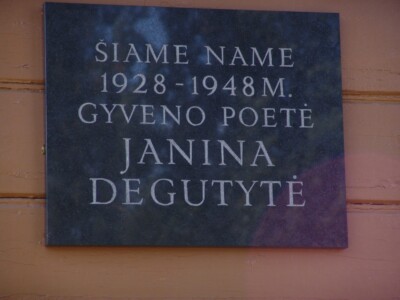 ŠIAME NAME
1928 - 1948 M.
GYVENO POETĖ
JANINA
DEGUTYTĖ